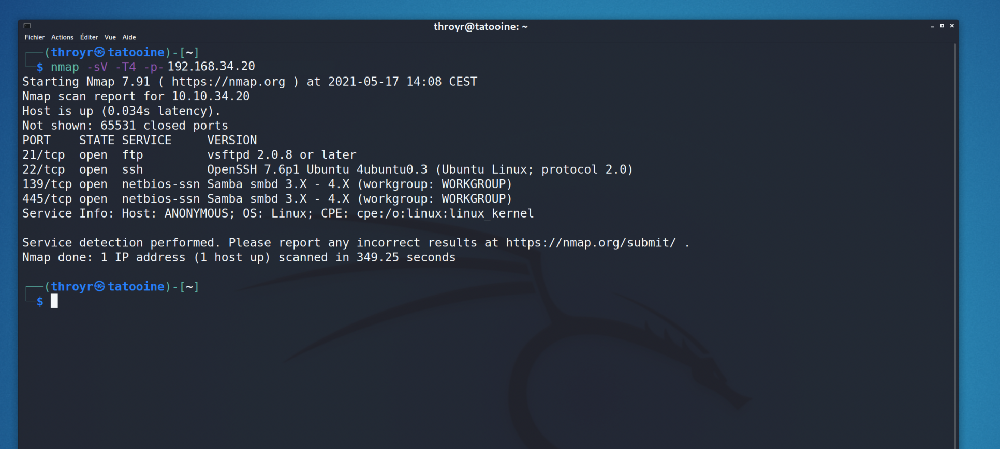 throyr@tatooine: ~
Fichier Actions Éditer Vue Aide
┌──(throyr㉿tatooine)-[~]
└─$ nmap -sV -T4 -p- 192.168.34.20
Starting Nmap 7.91 ( https://nmap.org ) at 2021-05-17 14:08 CEST
Nmap scan report for 10.10.34.20
Host is up (0.034s latency).
Not shown: 65531 closed ports
PORT    STATE SERVICE     VERSION
21/tcp  open  ftp         vsftpd 2.0.8 or later
22/tcp  open  ssh         OpenSSH 7.6p1 Ubuntu 4ubuntu0.3 (Ubuntu Linux; protocol 2.0)
139/tcp open  netbios-ssn Samba smbd 3.X - 4.X (workgroup: WORKGROUP)
445/tcp open  netbios-ssn Samba smbd 3.X - 4.X (workgroup: WORKGROUP)
Service Info: Host: ANONYMOUS; OS: Linux; CPE: cpe:/o:linux:linux_kernel
Service detection performed. Please report any incorrect results at https://nmap.org/submit/ .
Nmap done: 1 IP address (1 host up) scanned in 349.25 seconds
┌──(throyr㉿tatooine)-[~]
└─$